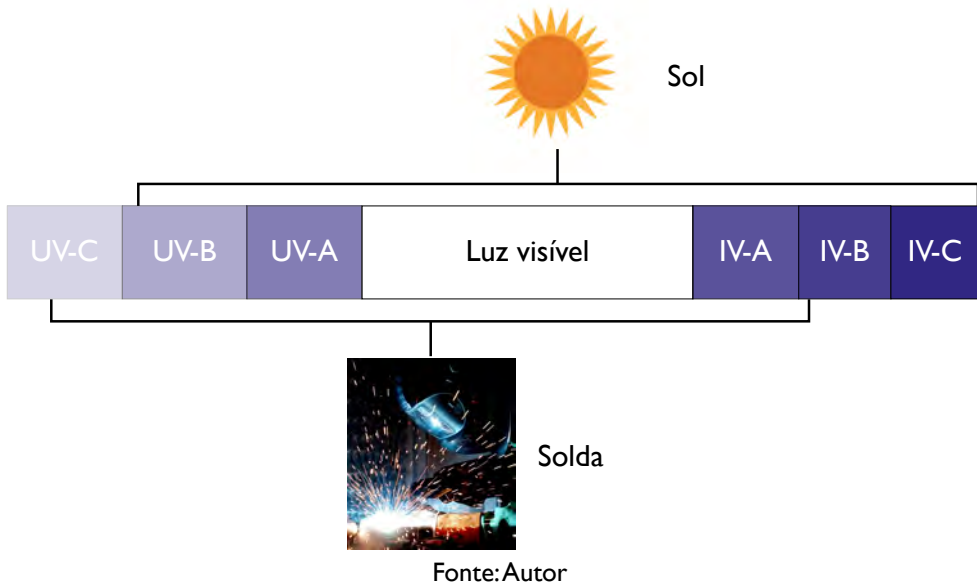 Sol
UV-C UV-B UV-A Luz visível IV-A IV-B IV-C
Solda
Fonte: Autor